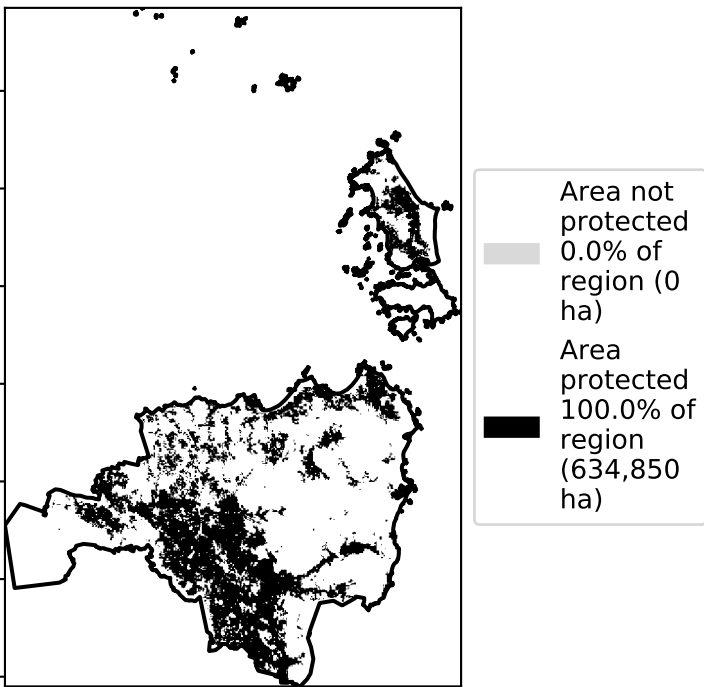 Area not
protected
0.0% of
region (0
ha)
Area
protected
100.0% of
region
(634,850
ha)